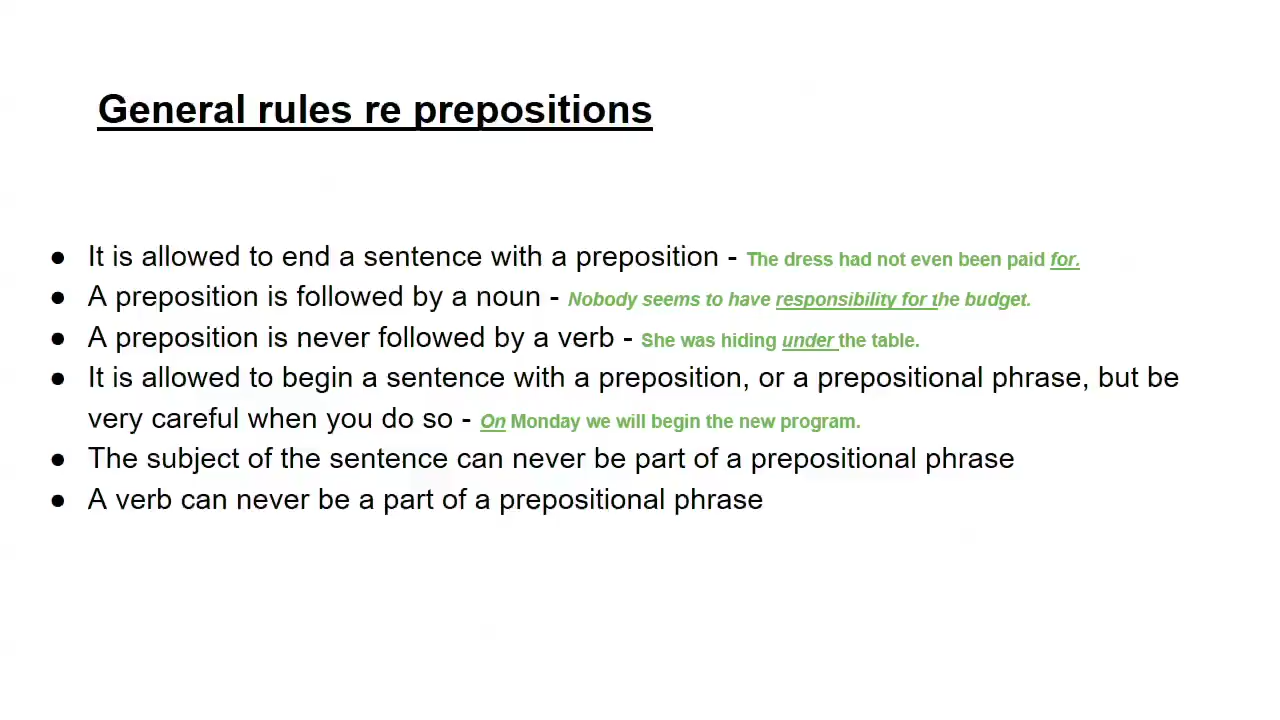 General rules re prepositions
● It is allowed to end a sentence with a preposition - The dress had not even been paid for.
● A preposition is followed by a noun - Nobody seems to have responsibility for the budget.
● A preposition is never followed by a verb - She was hiding under the table.
● It is allowed to begin a sentence with a preposition, or a prepositional phrase, but be
very careful when you do so - On Monday we will begin the new program.
● The subject of the sentence can never be part of a prepositional phrase
● A verb can never be a part of a prepositional phrase